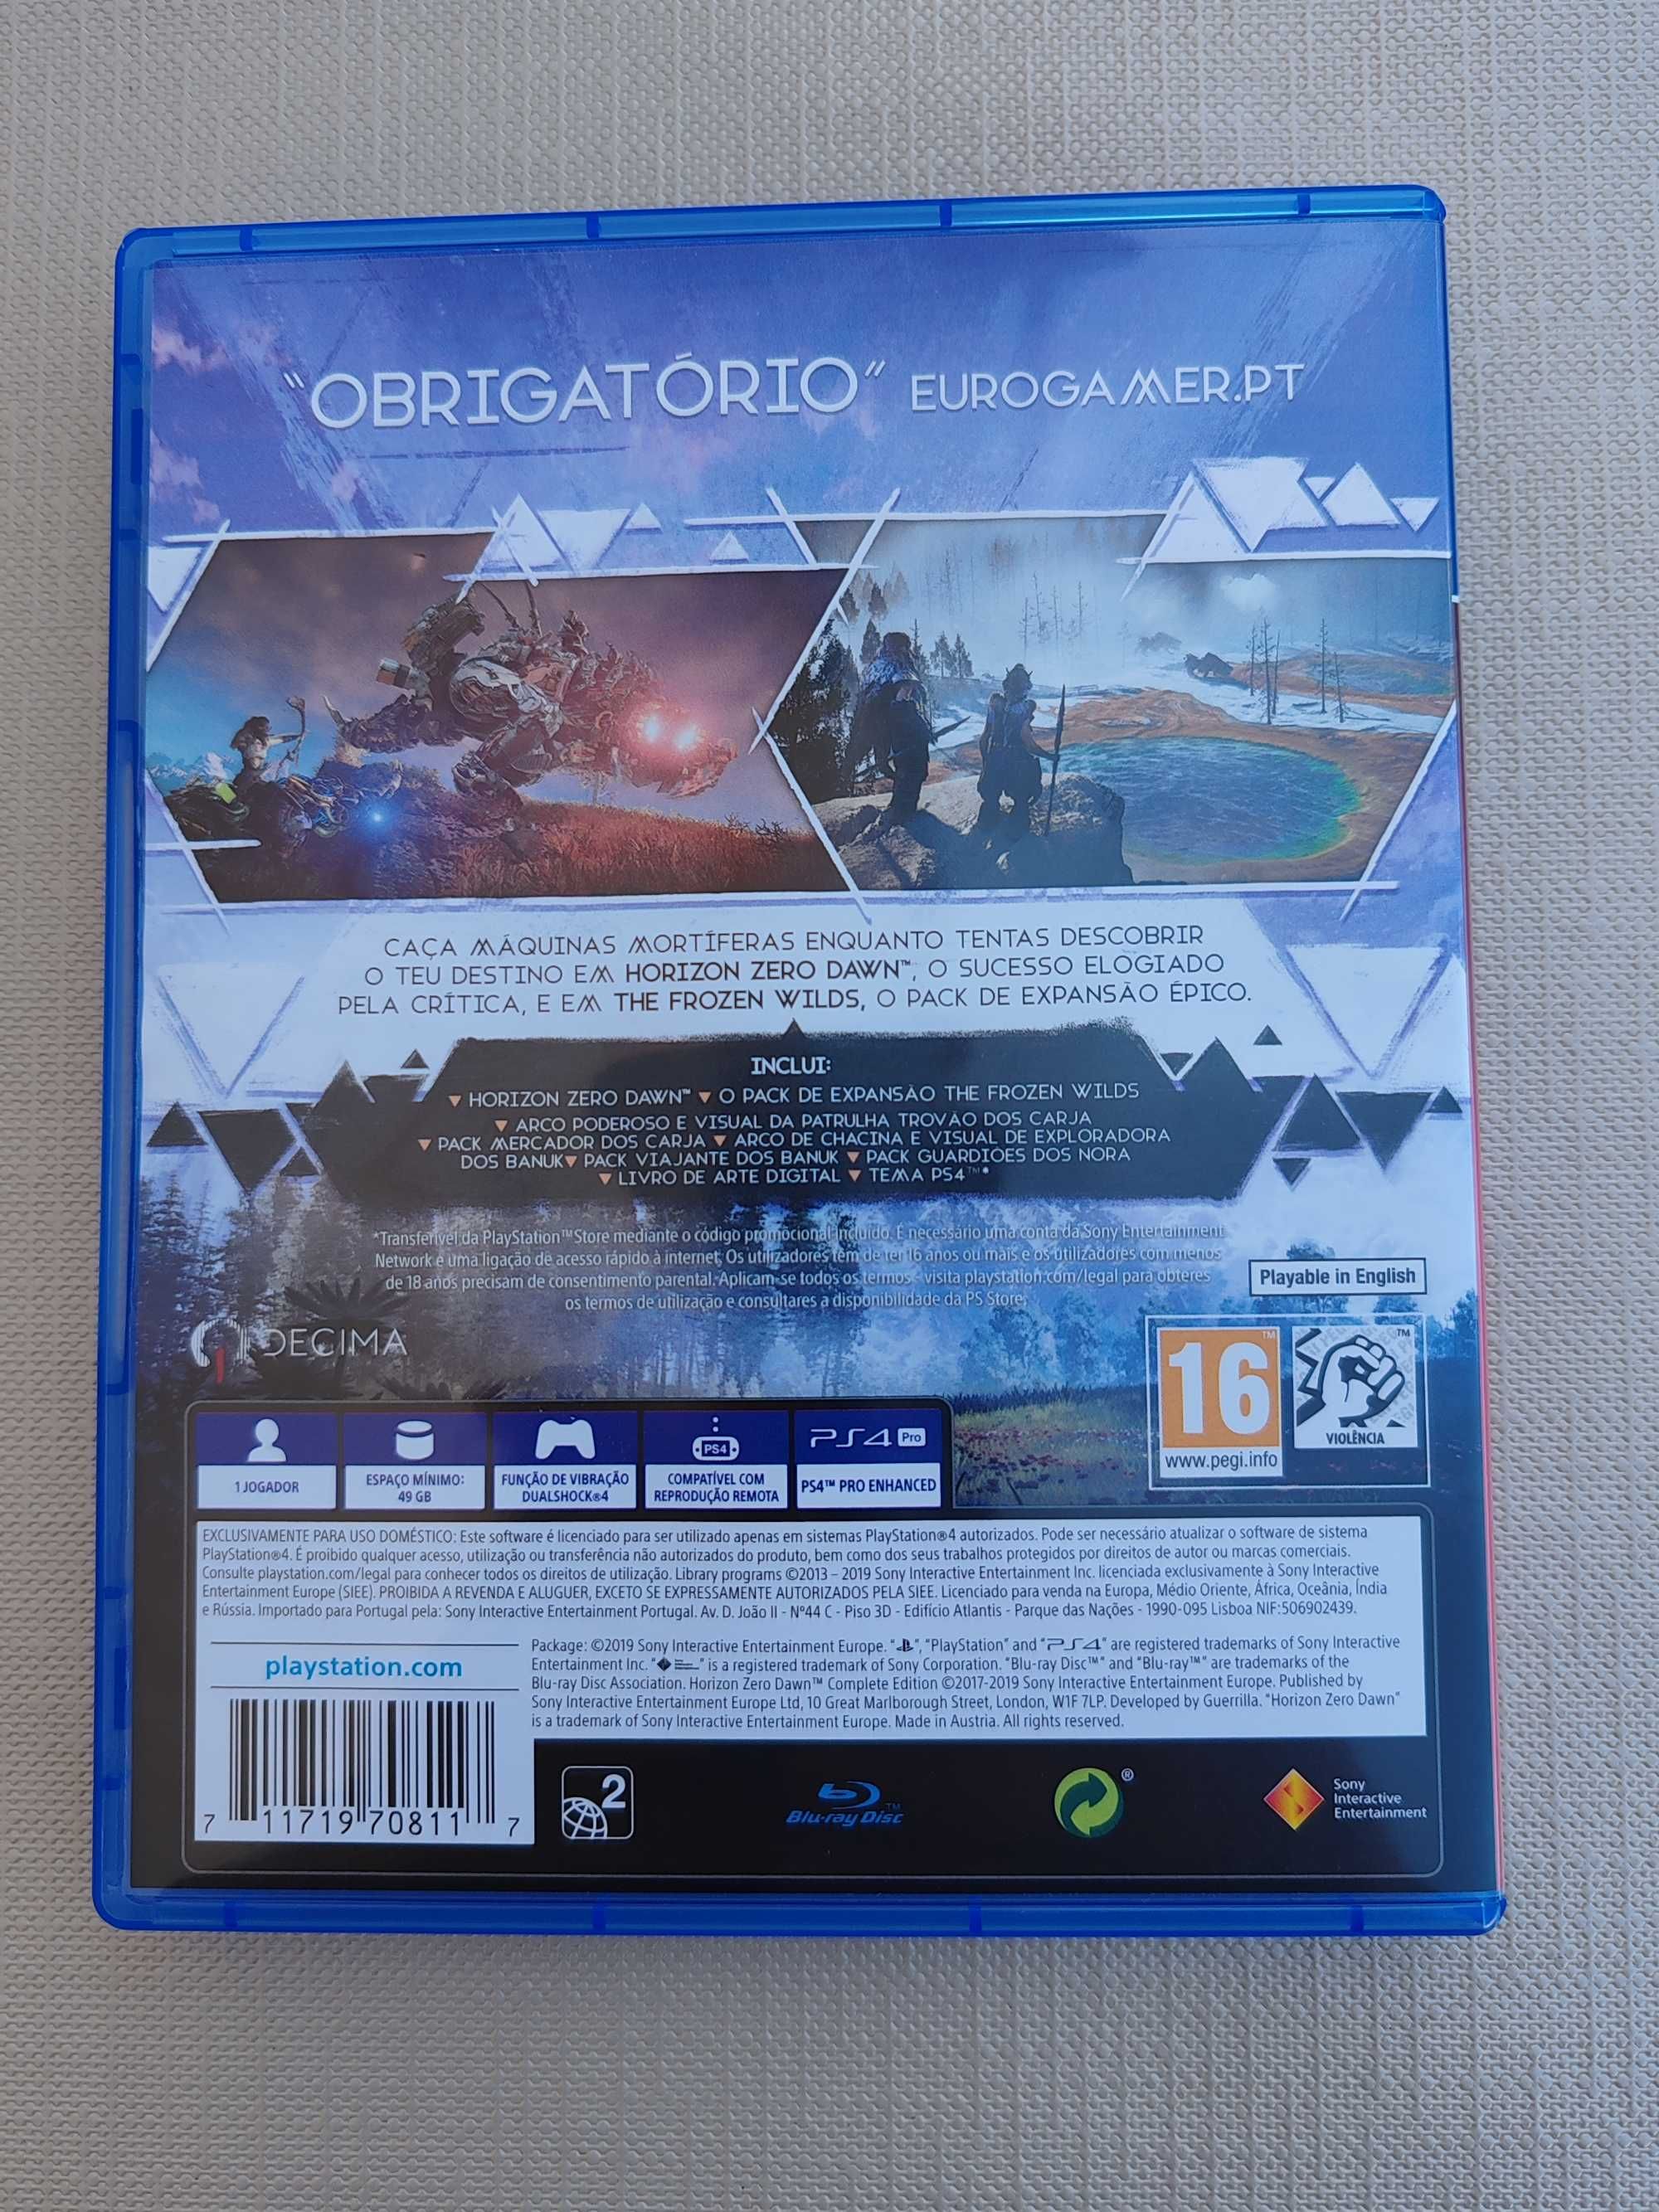 "OBRIGATÓRIO" EUROGAMER.PT
CAÇA MÁQUINAS MORTÍFERAS ENQUANTO TENTAS DESCOBRIR
O TEU DESTINO EM HORIZON ZERO DAWN™, O SUCESSO ELOGIADO
PELA CRÍTICA, E EM THE FROZEN WILDS, O PACK DE EXPANSÃO ÉPICO.
INCLUI:
▼ HORIZON ZERO DAWN™ ▼ O PACK DE EXPANSÃO THE FROZEN WILDS
▼ ARCO PODEROSO E VISUAL DA PATRULHA TROVÃO DOS CARJA
▼ PACK MERCADOR DOS CARJA ▼ ARCO DE CHACINA E VISUAL DE EXPLORADORA
DOS BANUK▼ PACK VIAJANTE DOS BANUK ▼ PACK GUARDIÕES DOS NORA
▼ LIVRO DE ARTE DIGITAL ▼ TEMA PS4™*
*Transferível da PlayStation™Store mediante o código promocional incluído. É necessário uma conta da Sony Entertainment
Network e uma ligação de acesso rápido à internet. Os utilizadores têm de ter 16 anos ou mais e os utilizadores com menos
de 18 anos precisam de consentimento parental. Aplicam-se todos os termos - visita playstation.com/legal para obteres
os termos de utilização e consultares a disponibilidade da PS Store.
Playable in English
DECIMA
16™
www.pegi.info
™
VIOLÊNCIA
PS4
PS4 Pro
1 JOGADOR
ESPAÇO MÍNIMO:
49 GB
FUNÇÃO DE VIBRAÇÃO
DUALSHOCK®4
COMPATÍVEL COM
REPRODUÇÃO REMOTA
PS4™ PRO ENHANCED
EXCLUSIVAMENTE PARA USO DOMÉSTICO: Este software é licenciado para ser utilizado apenas em sistemas PlayStation®4 autorizados. Pode ser necessário atualizar o software de sistema
PlayStation®4. É proibido qualquer acesso, utilização ou transferência não autorizados do produto, bem como dos seus trabalhos protegidos por direitos de autor ou marcas comerciais.
Consulte playstation.com/legal para conhecer todos os direitos de utilização. Library programs ©2013 – 2019 Sony Interactive Entertainment Inc. licenciada exclusivamente à Sony Interactive
Entertainment Europe (SIEE). PROIBIDA A REVENDA E ALUGUER, EXCETO SE EXPRESSAMENTE AUTORIZADOS PELA SIEE. Licenciado para venda na Europa, Médio Oriente, África, Oceânia, Índia
e Rússia. Importado para Portugal pela: Sony Interactive Entertainment Portugal. Av. D. João II - Nº44 C - Piso 3D - Edifício Atlantis - Parque das Nações - 1990-095 Lisboa NIF:506902439.
playstation.com
Package: ©2019 Sony Interactive Entertainment Europe. "", "PlayStation" and "PS4" are registered trademarks of Sony Interactive
Entertainment Inc. "" is a registered trademark of Sony Corporation. "Blu-ray Disc™" and "Blu-ray™" are trademarks of the
Blu-ray Disc Association. Horizon Zero Dawn™ Complete Edition ©2017-2019 Sony Interactive Entertainment Europe. Published by
Sony Interactive Entertainment Europe Ltd, 10 Great Marlborough Street, London, W1F 7LP. Developed by Guerrilla. "Horizon Zero Dawn"
is a trademark of Sony Interactive Entertainment Europe. Made in Austria. All rights reserved.
7 11719 70811 7
2
Blu-ray Disc™
®
Sony
Interactive
Entertainment